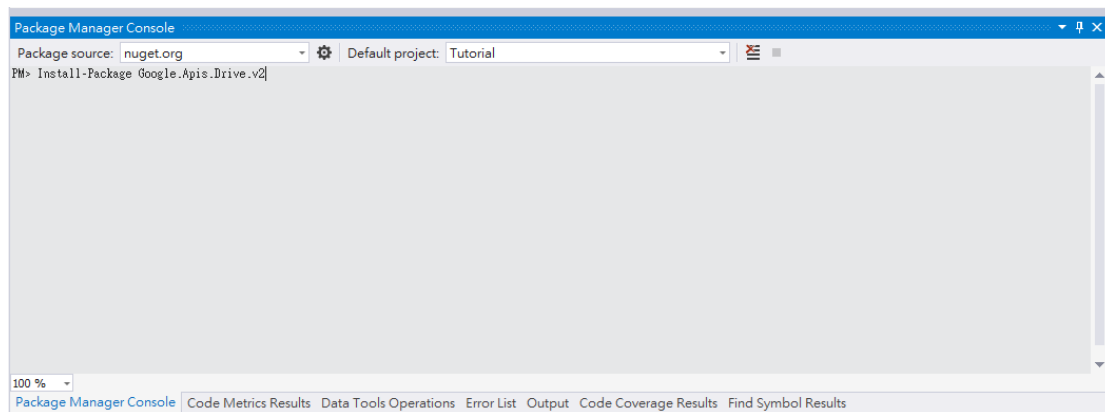 Package Manager Console
Package source: nuget.org Default project: Tutorial
PM> Install-Package Google.Apis.Drive.v2
100 %
Package Manager Console Code Metrics Results Data Tools Operations Error List Output Code Coverage Results Find Symbol Results